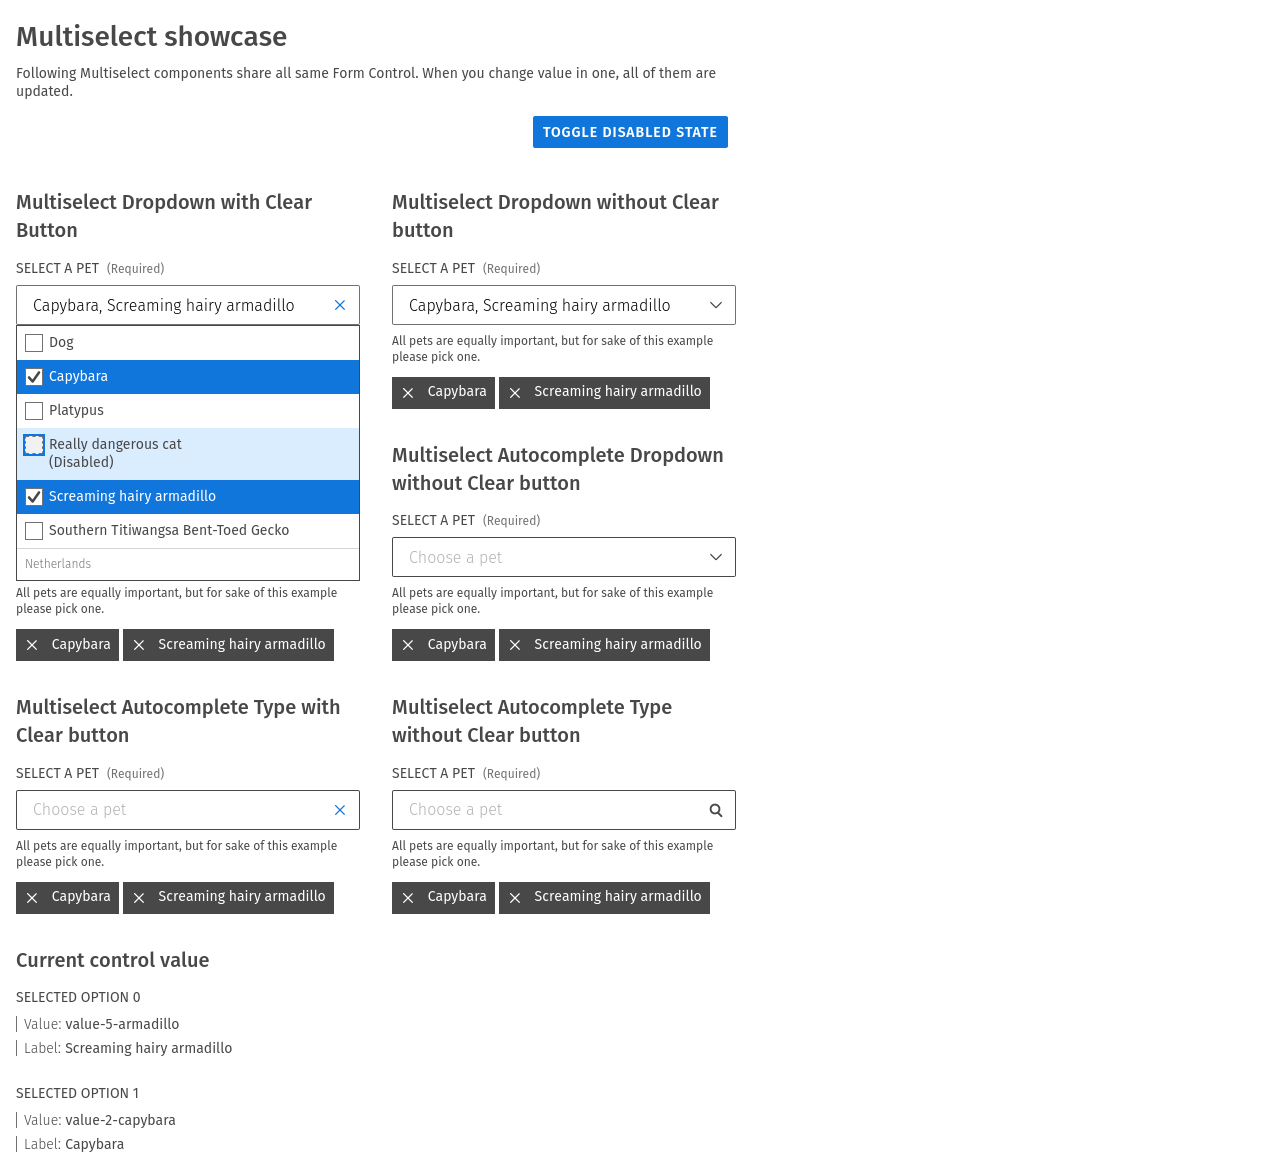 Multiselect showcase
Following Multiselect components share all same Form Control. When you change value in one, all of them are
updated.
TOGGLE DISABLED STATE
Multiselect Dropdown with Clear
Button
SELECT A PET (Required)
Capybara, Screaming hairy armadillo
Dog
Capybara
Platypus
Really dangerous cat
(Disabled)
Screaming hairy armadillo
Southern Titiwangsa Bent-Toed Gecko
Netherlands
All pets are equally important, but for sake of this example
please pick one.
Capybara
Screaming hairy armadillo
Multiselect Dropdown without Clear
button
SELECT A PET (Required)
Capybara, Screaming hairy armadillo
All pets are equally important, but for sake of this example
please pick one.
Capybara
Screaming hairy armadillo
Multiselect Autocomplete Dropdown
without Clear button
SELECT A PET (Required)
Choose a pet
All pets are equally important, but for sake of this example
please pick one.
Capybara
Screaming hairy armadillo
Multiselect Autocomplete Type with
Clear button
SELECT A PET (Required)
Choose a pet
All pets are equally important, but for sake of this example
please pick one.
Capybara
Screaming hairy armadillo
Multiselect Autocomplete Type
without Clear button
SELECT A PET (Required)
Choose a pet
All pets are equally important, but for sake of this example
please pick one.
Capybara
Screaming hairy armadillo
Current control value
SELECTED OPTION 0
Value: value-5-armadillo
Label: Screaming hairy armadillo
SELECTED OPTION 1
Value: value-2-capybara
Label: Capybara